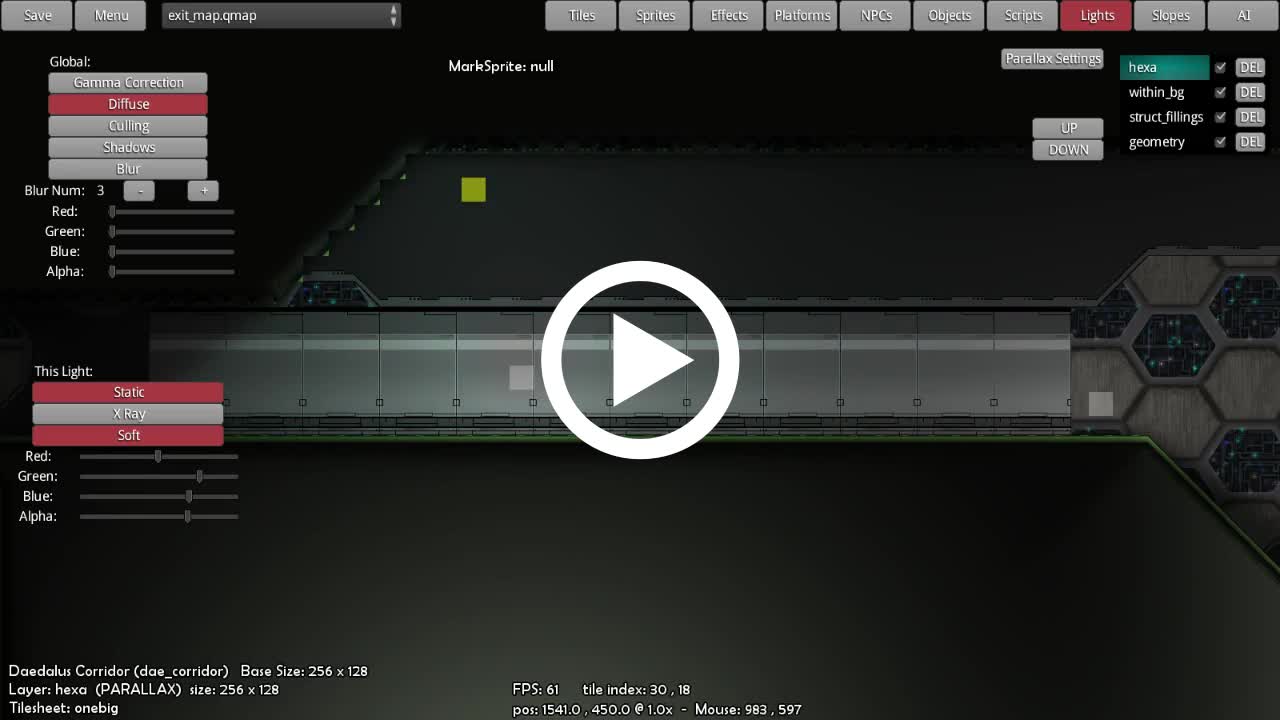 Save Menu exit_map.qmap Tiles Sprites Effects Platforms NPCs Objects Scripts Lights Slopes AI
Global:
Gamma Correction
Diffuse
Culling
Shadows
Blur
Blur Num: 3 - +
Red:
Green:
Blue:
Alpha:
MarkSprite: null
Parallax Settings
UP
DOWN
hexa DEL
within_bg DEL
struct_fillings DEL
geometry DEL
This Light:
Static
X Ray
Soft
Red:
Green:
Blue:
Alpha:
Daedalus Corridor (dae_corridor) Base Size: 256 x 128
Layer: hexa (PARALLAX) size: 256 x 128
Tilesheet: onebig
FPS: 61 tile index: 30 , 18
pos: 1541.0 , 450.0 @ 1.0x - Mouse: 983 , 597